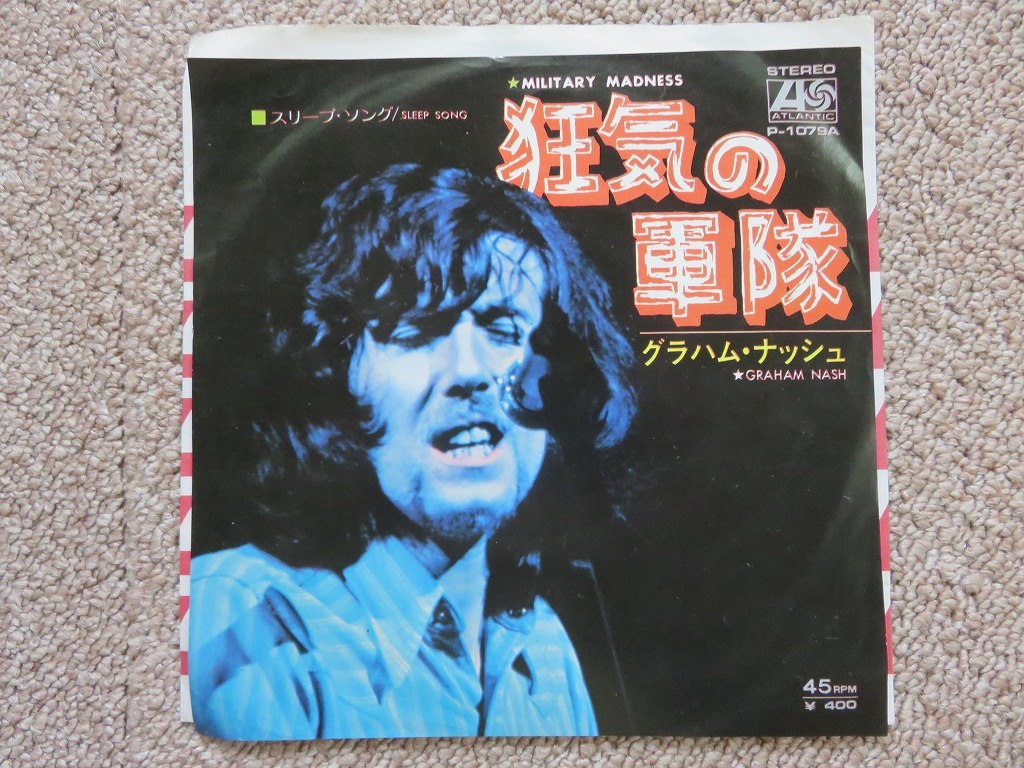 ★MILITARY MADNESS
■スリープ・ソング/SLEEP SONG
狂気の
軍隊
グラハム・ナッシュ
★GRAHAM NASH
STEREO
ATLANTIC
P-1079A
45RPM
¥ 400